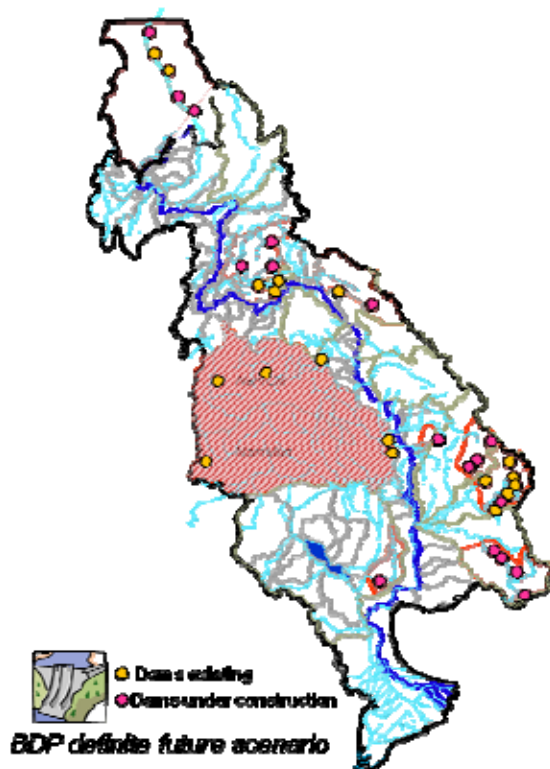 Dams existing
Dams under construction
BDP definite future scenario